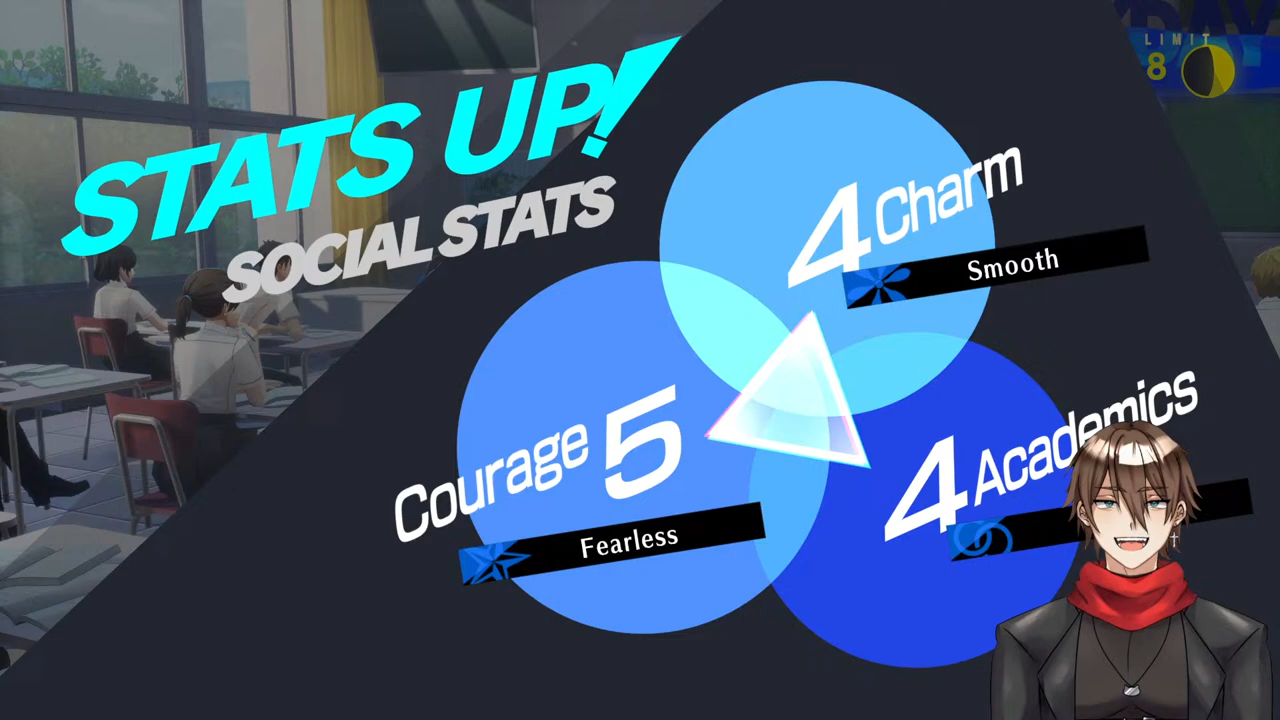 LIMIT
8
STATS UP!
SOCIAL STATS
4 Charm
Smooth
Courage 5
Fearless
4 Academics